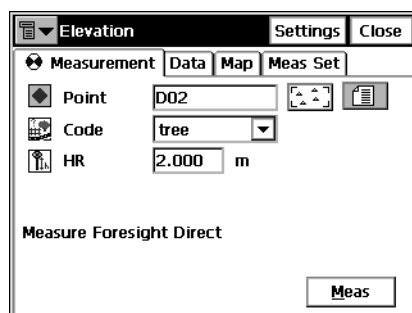 Elevation Settings Close
Measurement Data Map Meas Set
Point D02
Code tree
HR 2.000 m
Measure Foresight Direct
Meas